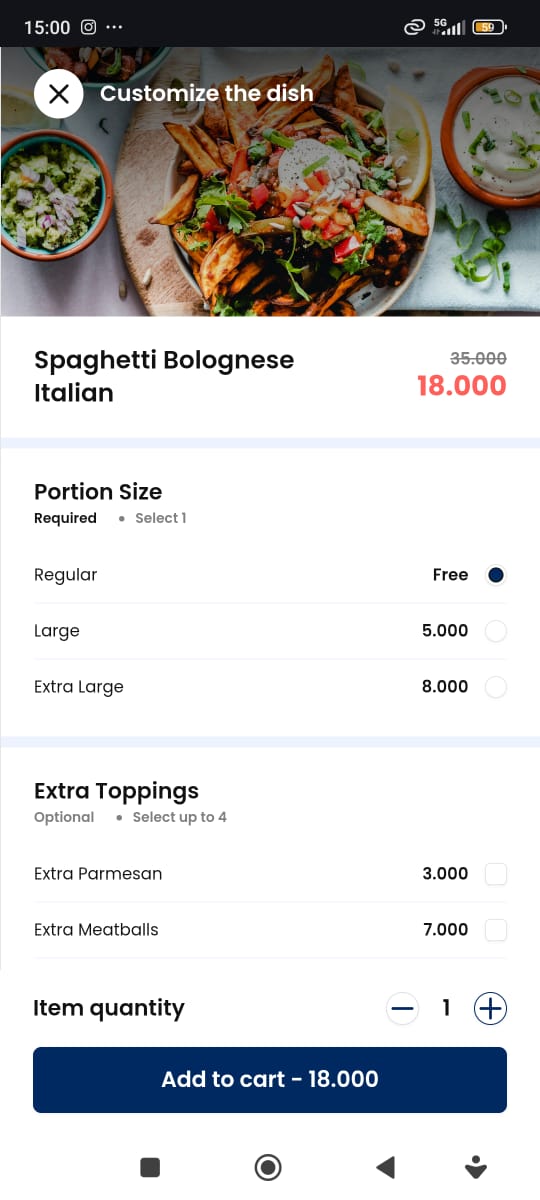 15:00
5G
59
Customize the dish
Spaghetti Bolognese
Italian
35.000
18.000
Portion Size
Required • Select 1
Regular Free
Large 5.000
Extra Large 8.000
Extra Toppings
Optional • Select up to 4
Extra Parmesan 3.000
Extra Meatballs 7.000
Item quantity 1
Add to cart - 18.000